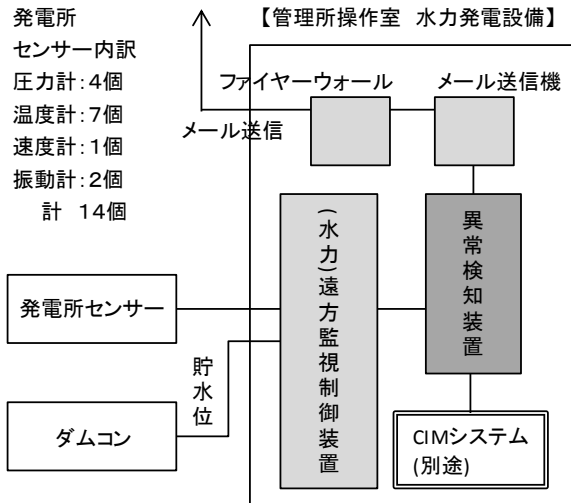 発電所
センサー内訳
圧力計:4個
温度計:7個
速度計:1個
振動計:2個
計 14個
【管理所操作室 水力発電設備】
ファイヤーウォール
メール送信機
メール送信
(水力)遠方監視制御装置
異常検知装置
発電所センサー
貯水位
ダムコン
CIMシステム
(別途)